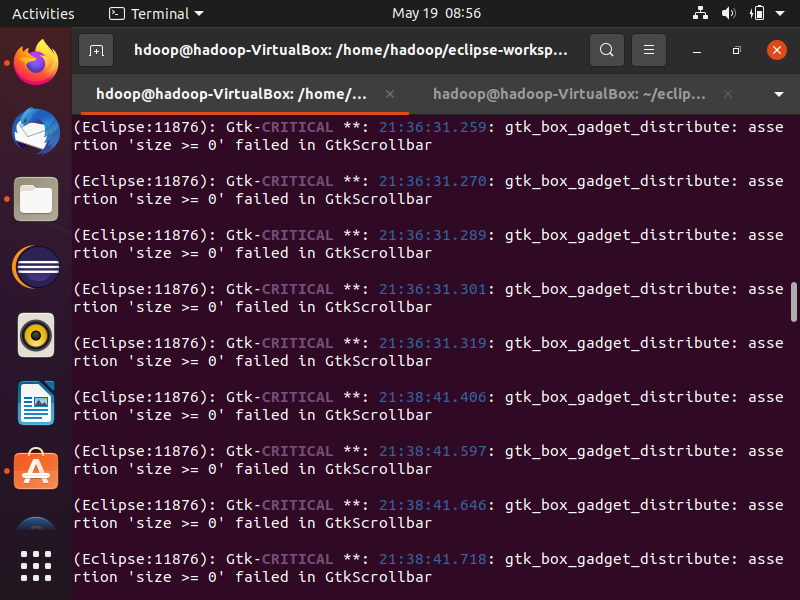 Activities Terminal May 19 08:56
hdoop@hadoop-VirtualBox: /home/hadoop/eclipse-worksp...
hdoop@hadoop-VirtualBox: /home/... hadoop@hadoop-VirtualBox: ~/eclip...
(Eclipse:11876): Gtk-CRITICAL **: 21:36:31.259: gtk_box_gadget_distribute: asse
rtion 'size >= 0' failed in GtkScrollbar
(Eclipse:11876): Gtk-CRITICAL **: 21:36:31.270: gtk_box_gadget_distribute: asse
rtion 'size >= 0' failed in GtkScrollbar
(Eclipse:11876): Gtk-CRITICAL **: 21:36:31.289: gtk_box_gadget_distribute: asse
rtion 'size >= 0' failed in GtkScrollbar
(Eclipse:11876): Gtk-CRITICAL **: 21:36:31.301: gtk_box_gadget_distribute: asse
rtion 'size >= 0' failed in GtkScrollbar
(Eclipse:11876): Gtk-CRITICAL **: 21:36:31.319: gtk_box_gadget_distribute: asse
rtion 'size >= 0' failed in GtkScrollbar
(Eclipse:11876): Gtk-CRITICAL **: 21:38:41.406: gtk_box_gadget_distribute: asse
rtion 'size >= 0' failed in GtkScrollbar
(Eclipse:11876): Gtk-CRITICAL **: 21:38:41.597: gtk_box_gadget_distribute: asse
rtion 'size >= 0' failed in GtkScrollbar
(Eclipse:11876): Gtk-CRITICAL **: 21:38:41.646: gtk_box_gadget_distribute: asse
rtion 'size >= 0' failed in GtkScrollbar
(Eclipse:11876): Gtk-CRITICAL **: 21:38:41.718: gtk_box_gadget_distribute: asse
rtion 'size >= 0' failed in GtkScrollbar